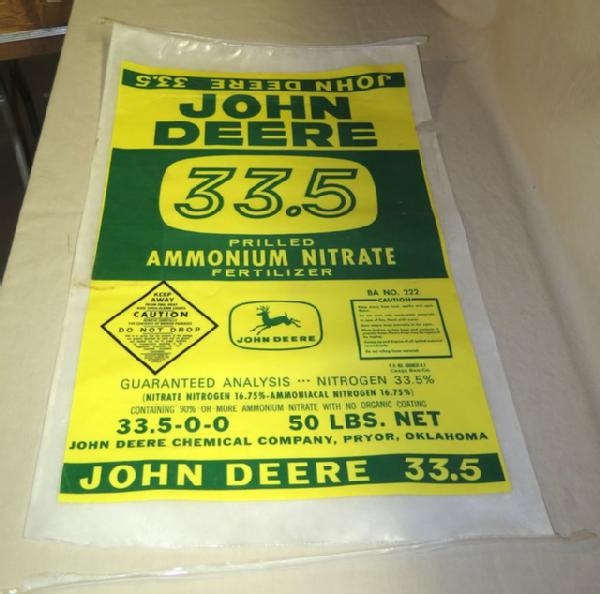 JOHN DEERE 33.5
JOHN
DEERE
33.5
PRILLED
AMMONIUM NITRATE
FERTILIZER
KEEP
AWAY
CAUTION
DO NOT DROP
JOHN DEERE
BA NO. 222
CAUTION
GUARANTEED ANALYSIS ··· NITROGEN 33.5%
(NITRATE NITROGEN 16.75%-AMMONIACAL NITROGEN 16.75%)
CONTAINING 90% OR MORE AMMONIUM NITRATE WITH NO ORGANIC COATING
33.5-0-0 50 LBS. NET
JOHN DEERE CHEMICAL COMPANY, PRYOR, OKLAHOMA
JOHN DEERE 33.5